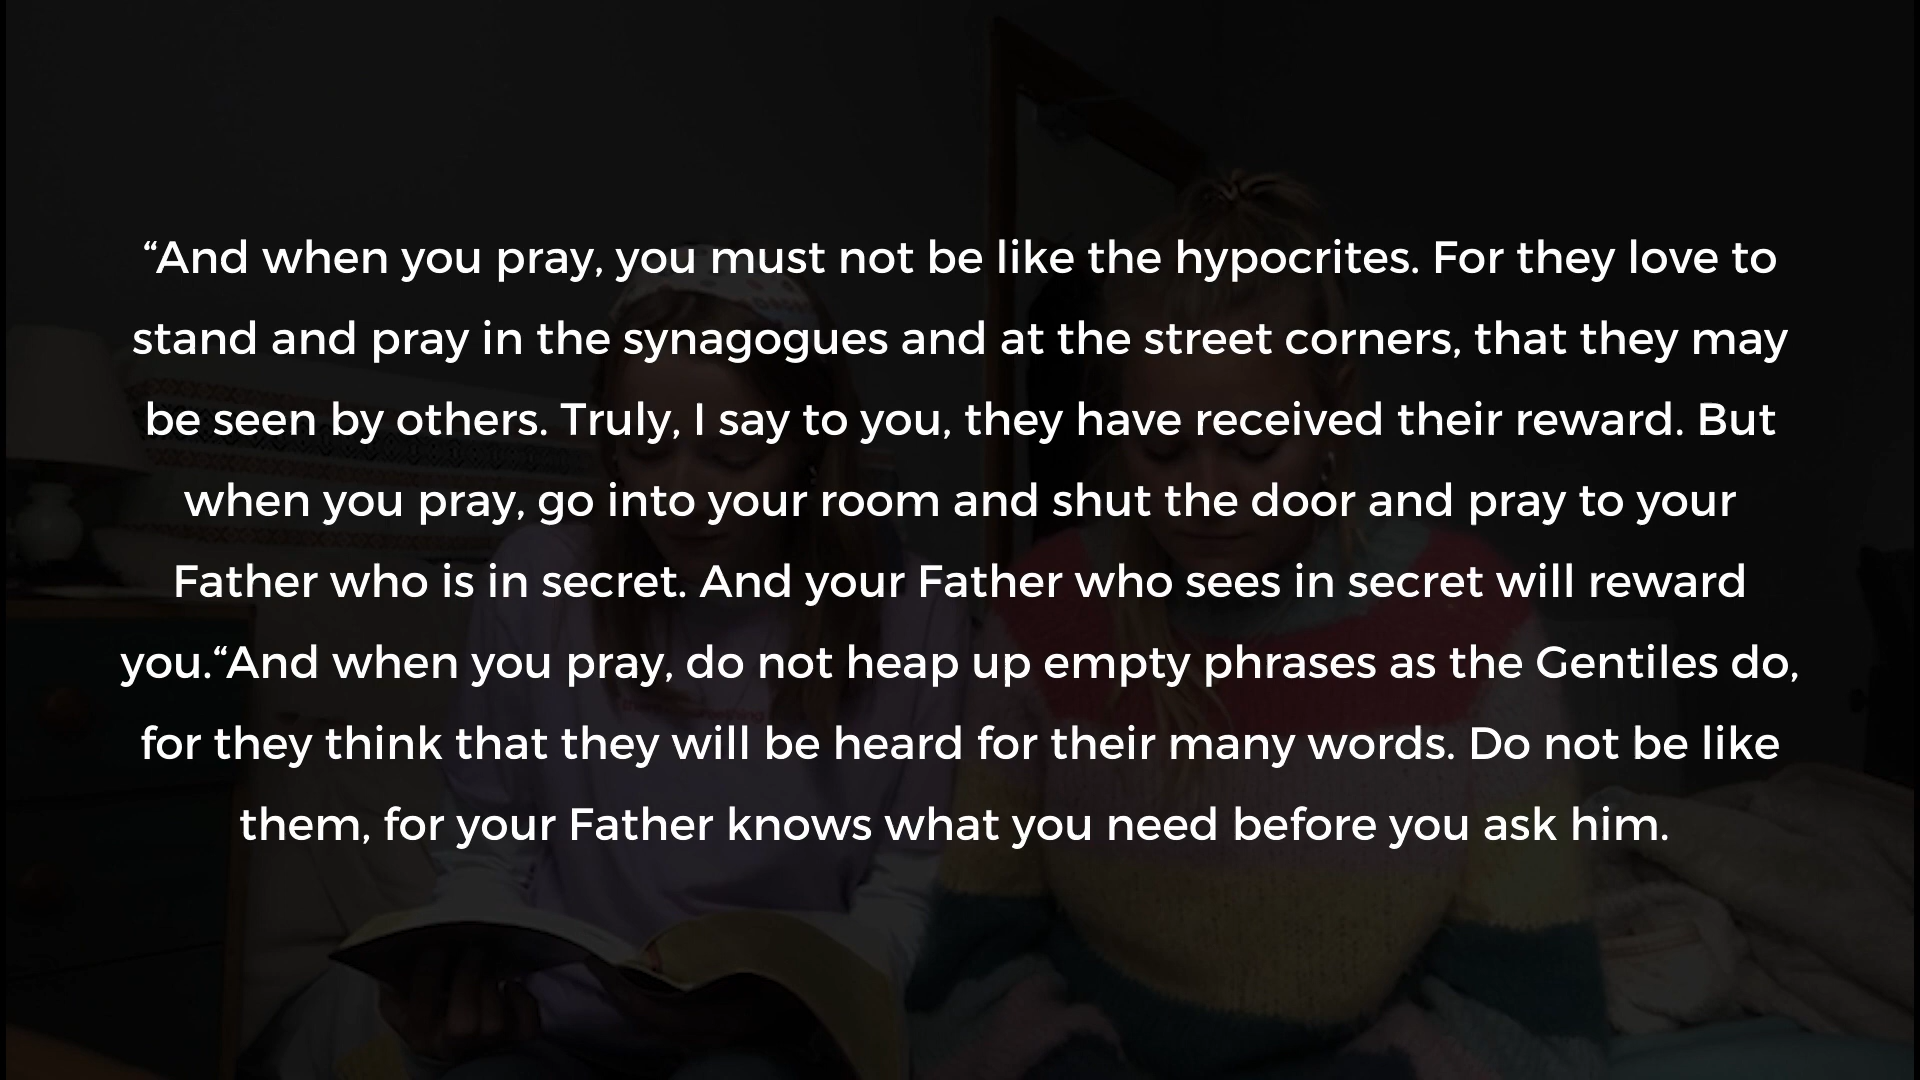 “And when you pray, you must not be like the hypocrites. For they love to
stand and pray in the synagogues and at the street corners, that they may
be seen by others. Truly, I say to you, they have received their reward. But
when you pray, go into your room and shut the door and pray to your
Father who is in secret. And your Father who sees in secret will reward
you.“And when you pray, do not heap up empty phrases as the Gentiles do,
for they think that they will be heard for their many words. Do not be like
them, for your Father knows what you need before you ask him.